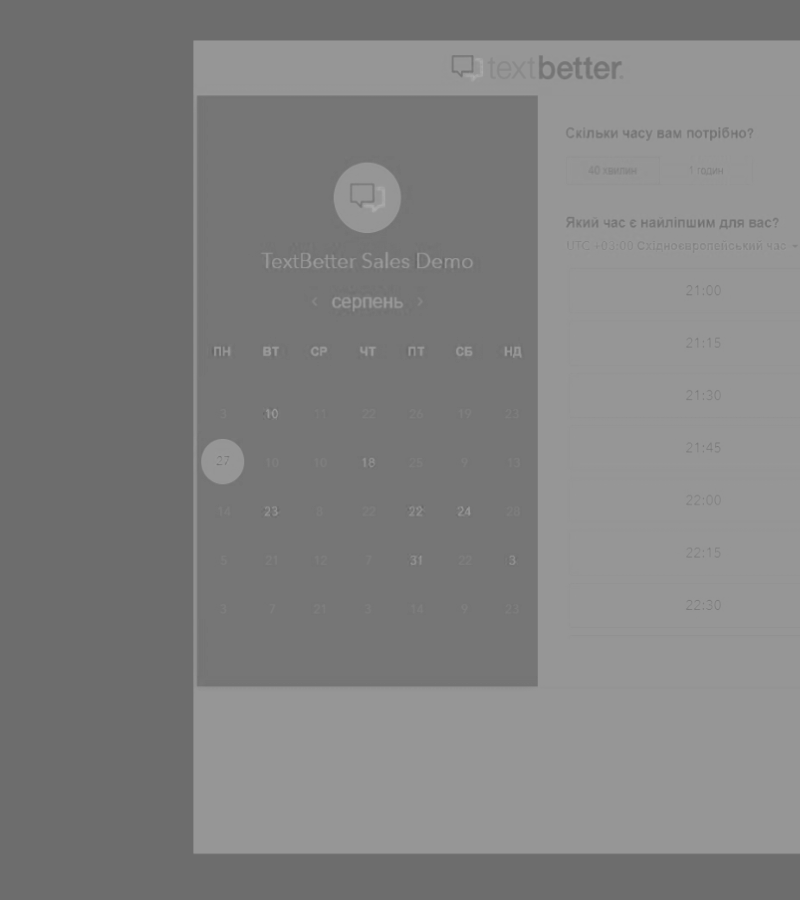 textbetter.
TextBetter Sales Demo
‹ серпень ›
ПН ВТ СР ЧТ ПТ СБ НД
3 10 11 22 26 19 23
27 10 10 18 25 9 13
14 23 4 22 22 24 28
5 21 12 7 31 22 3
3 7 21 3 14 9 23
Скільки часу вам потрібно?
40 хвилин 1 годин
Який час є найліпшим для вас?
UTC +03:00 Східноєвропейський час
21:00
21:15
21:30
21:45
22:00
22:15
22:30